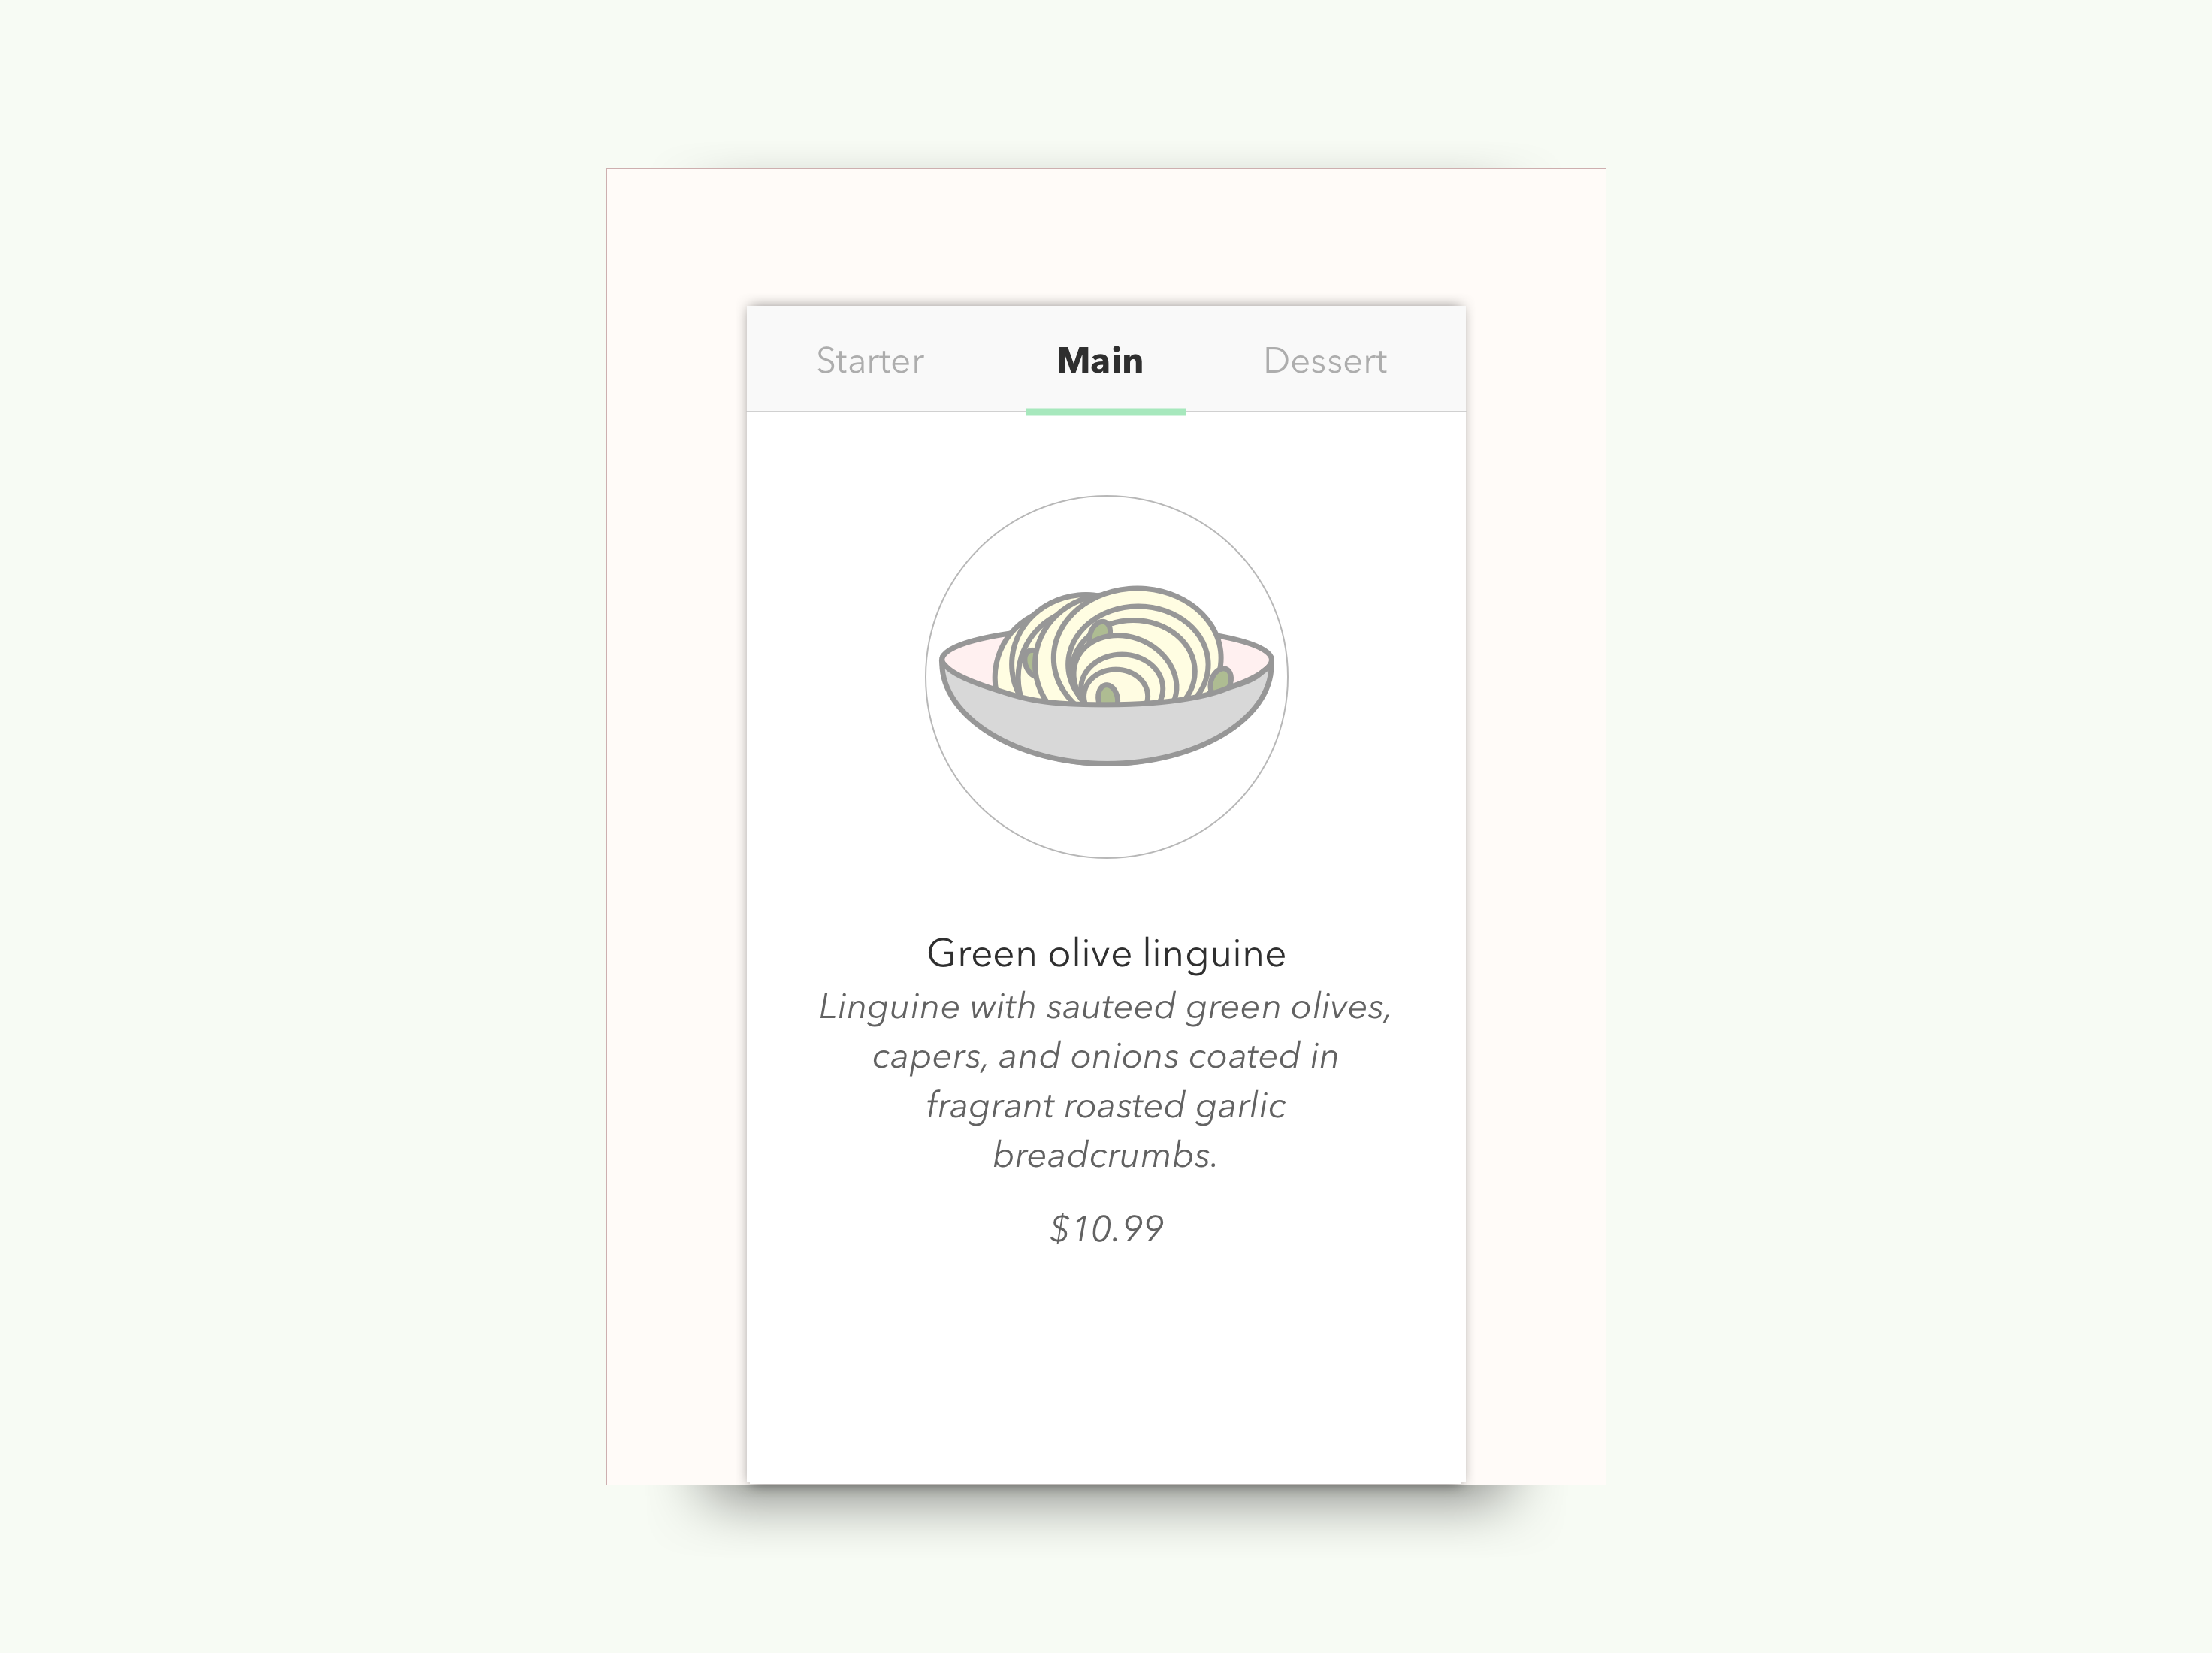 Starter Main Dessert
Green olive linguine
Linguine with sauteed green olives,
capers, and onions coated in
fragrant roasted garlic
breadcrumbs.
$10.99